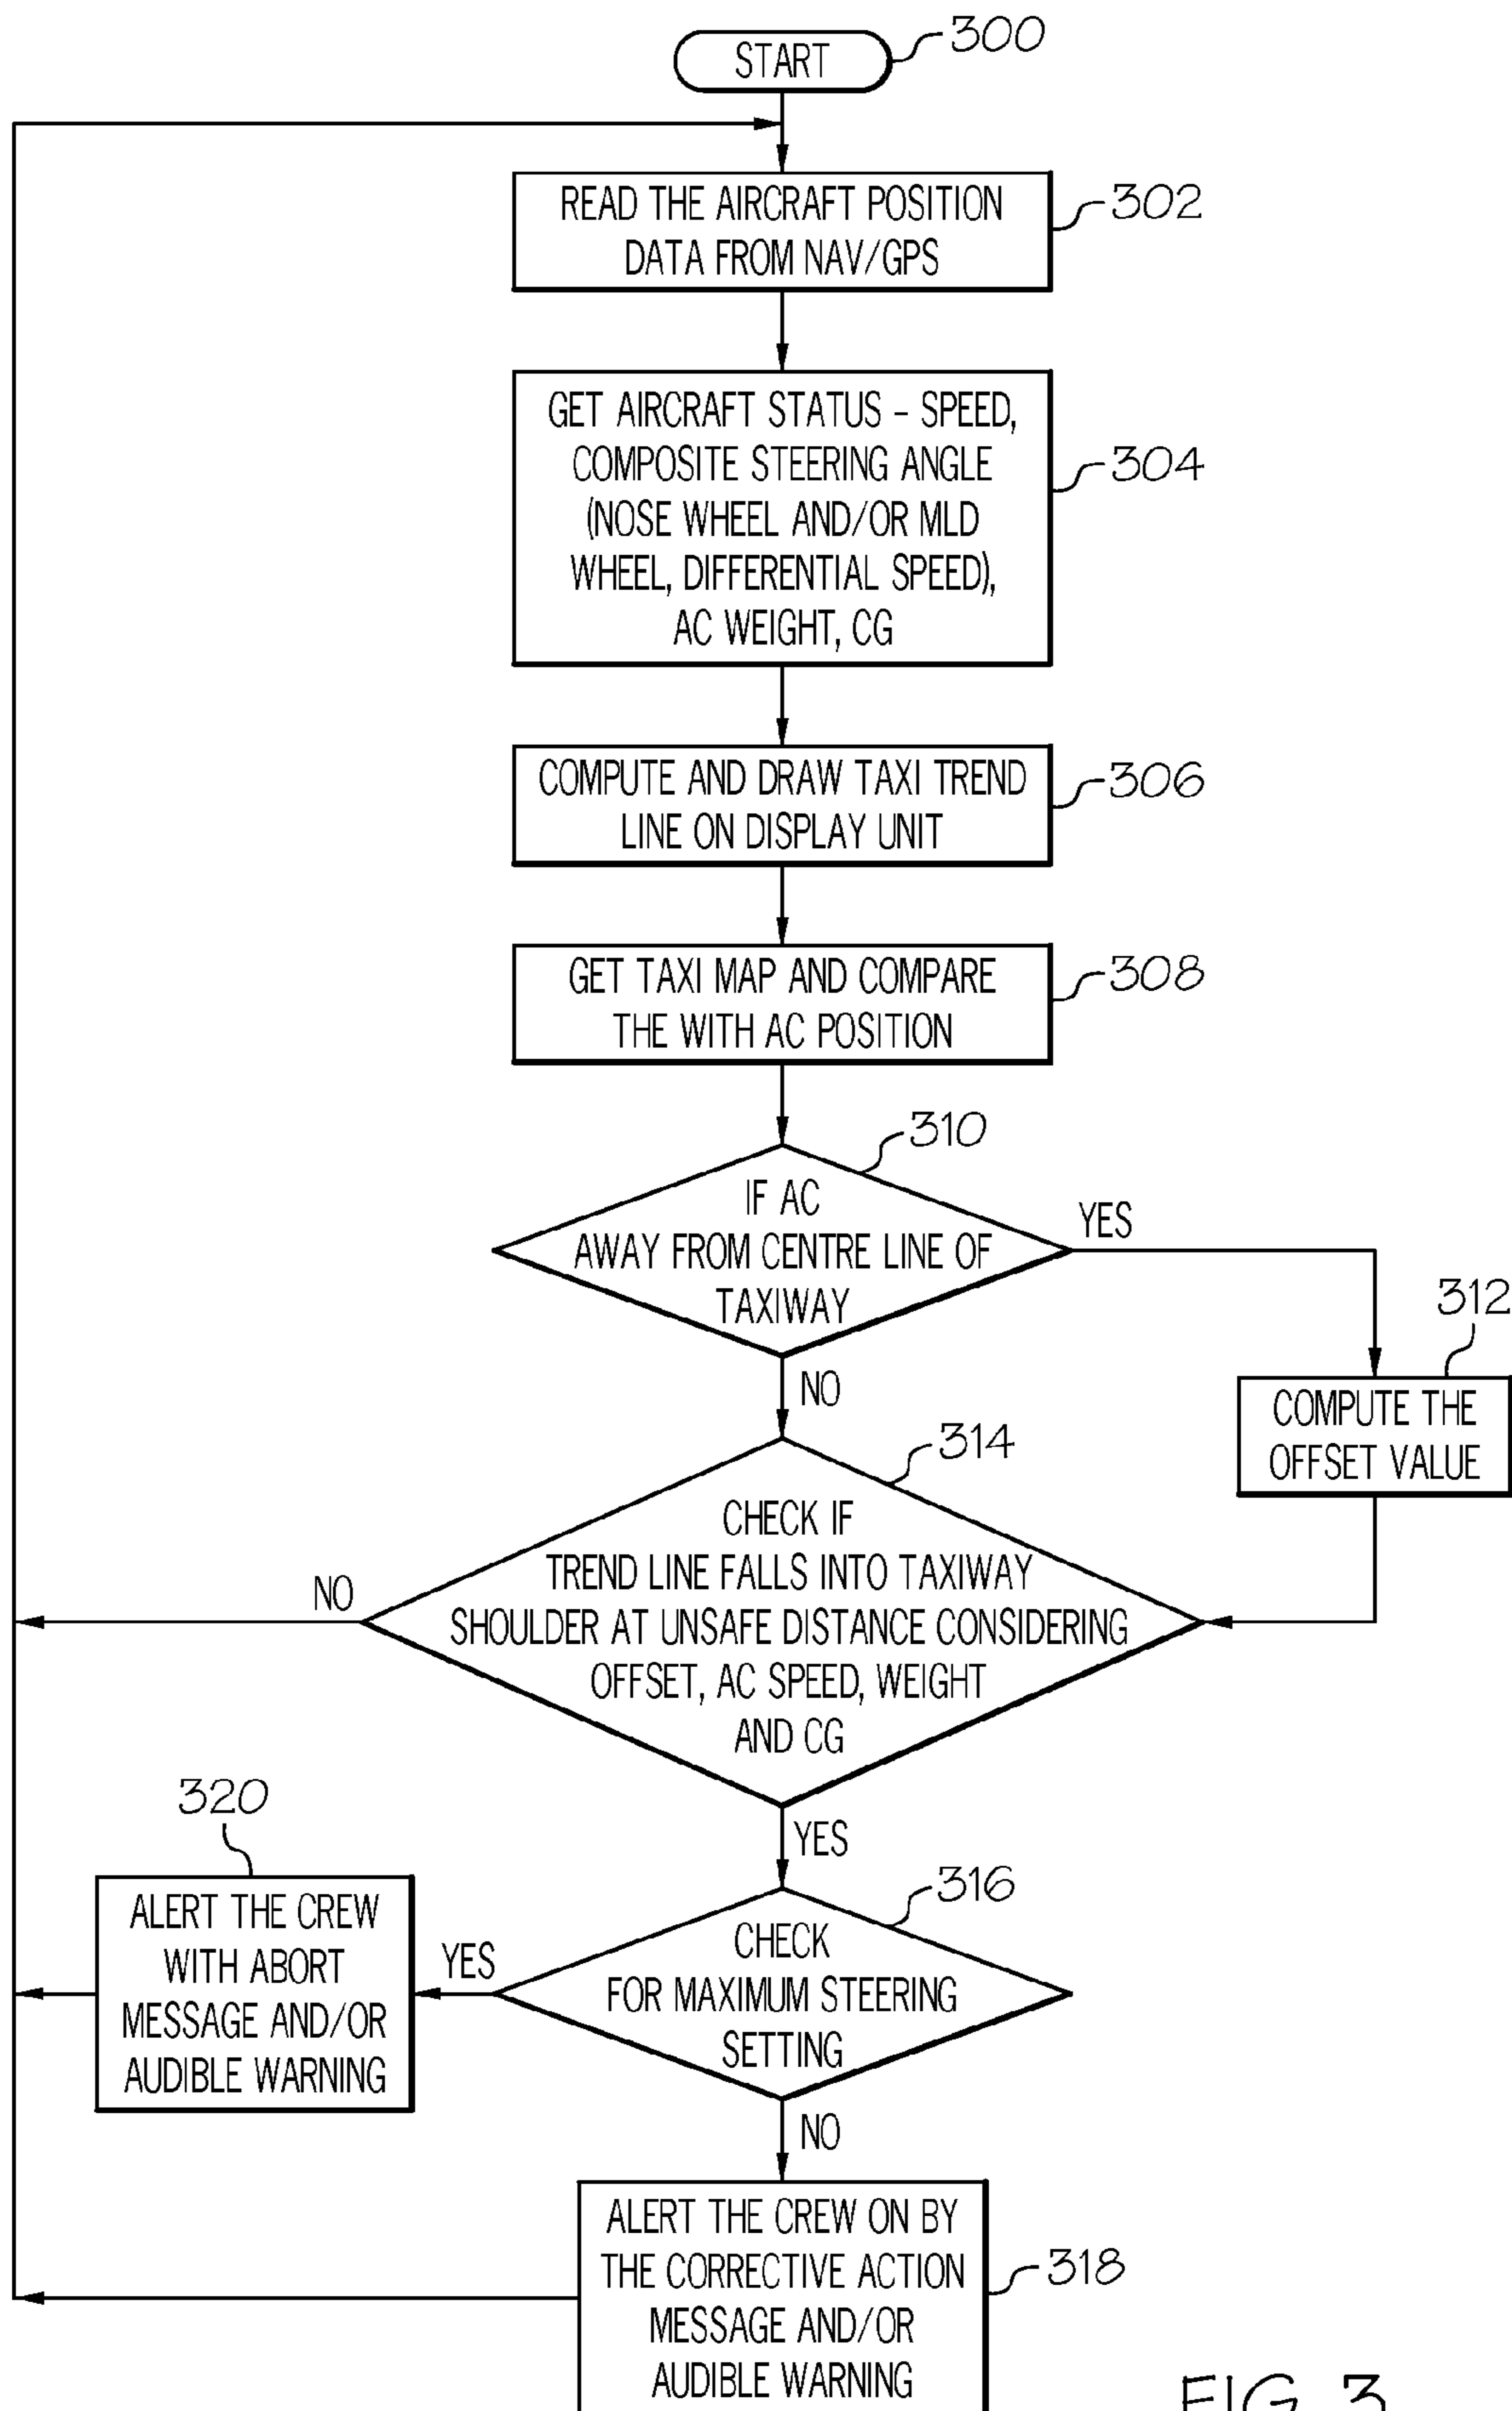 START
300
READ THE AIRCRAFT POSITION
DATA FROM NAV/GPS
302
GET AIRCRAFT STATUS – SPEED,
COMPOSITE STEERING ANGLE
(NOSE WHEEL AND/OR MLD
WHEEL, DIFFERENTIAL SPEED),
AC WEIGHT, CG
304
COMPUTE AND DRAW TAXI TREND
LINE ON DISPLAY UNIT
306
GET TAXI MAP AND COMPARE
THE WITH AC POSITION
308
310
IF AC
AWAY FROM CENTRE LINE OF
TAXIWAY
YES
312
COMPUTE THE
OFFSET VALUE
NO
314
CHECK IF
TREND LINE FALLS INTO TAXIWAY
SHOULDER AT UNSAFE DISTANCE CONSIDERING
OFFSET, AC SPEED, WEIGHT
AND CG
NO
YES
316
CHECK
FOR MAXIMUM STEERING
SETTING
YES
320
ALERT THE CREW
WITH ABORT
MESSAGE AND/OR
AUDIBLE WARNING
NO
ALERT THE CREW ON BY
THE CORRECTIVE ACTION
MESSAGE AND/OR
AUDIBLE WARNING
318
FIG. 3